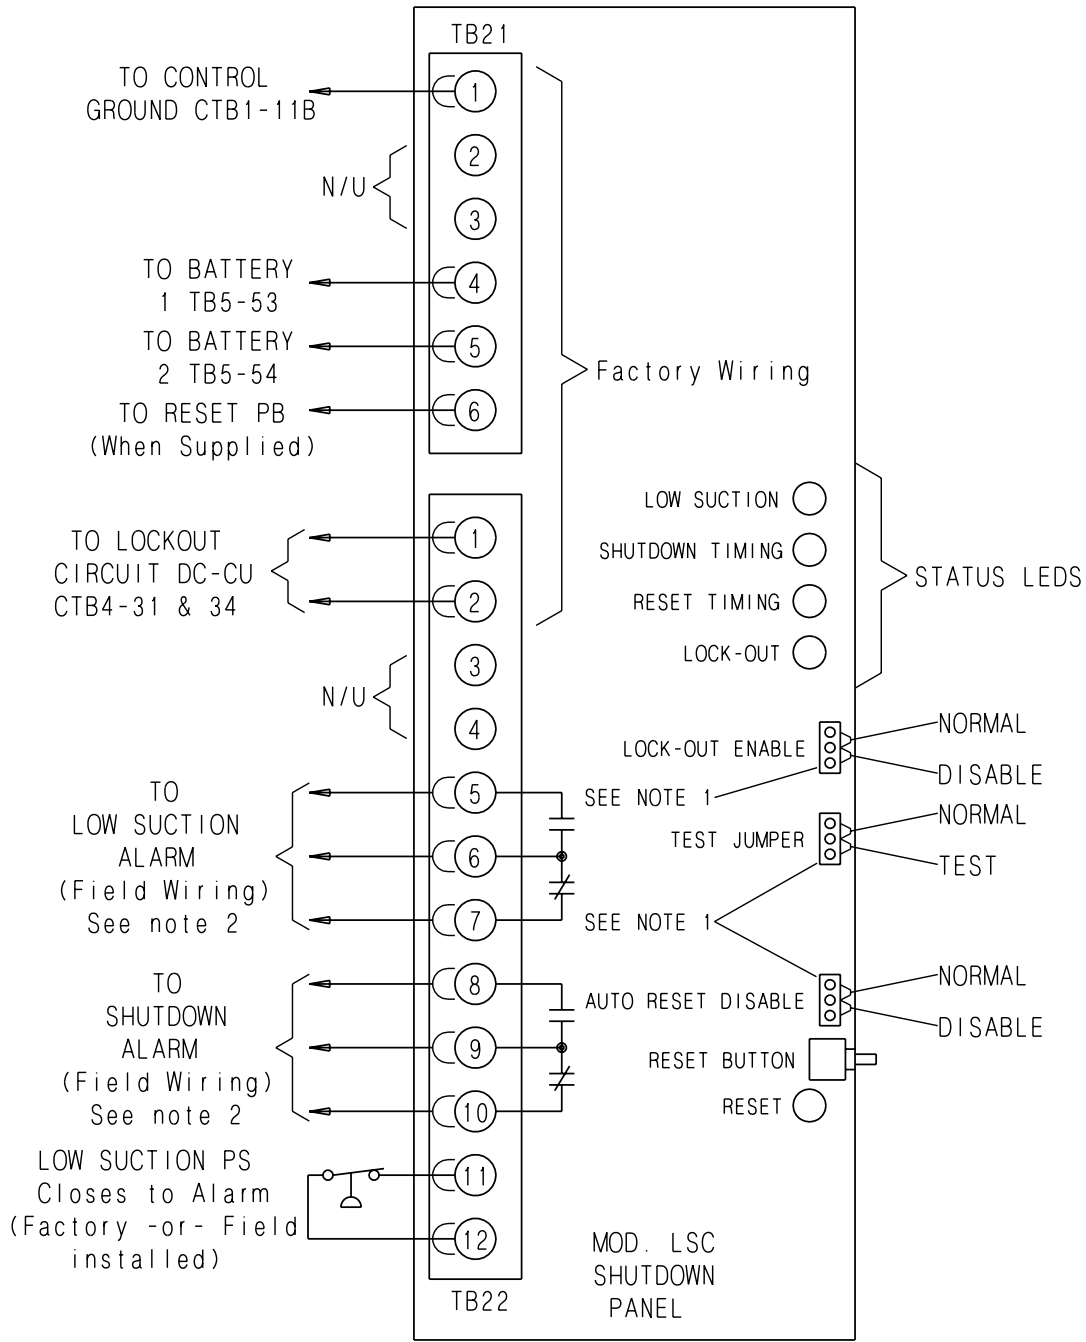 TB21
TO CONTROL
GROUND CTB1-11B
1
2
N/U
3
TO BATTERY
1 TB5-53
4
TO BATTERY
2 TB5-54
5
TO RESET PB
(When Supplied)
6
Factory Wiring
TO LOCKOUT
CIRCUIT DC-CU
CTB4-31 & 34
1
2
N/U
3
4
TO
LOW SUCTION
ALARM
(Field Wiring)
See note 2
5
6
7
TO
SHUTDOWN
ALARM
(Field Wiring)
See note 2
8
9
10
LOW SUCTION PS
Closes to Alarm
(Factory -or- Field
installed)
11
12
TB22
LOW SUCTION
SHUTDOWN TIMING
RESET TIMING
LOCK-OUT
STATUS LEDS
LOCK-OUT ENABLE
NORMAL
DISABLE
SEE NOTE 1
TEST JUMPER
NORMAL
TEST
SEE NOTE 1
AUTO RESET DISABLE
NORMAL
DISABLE
RESET BUTTON
RESET
MOD. LSC
SHUTDOWN
PANEL